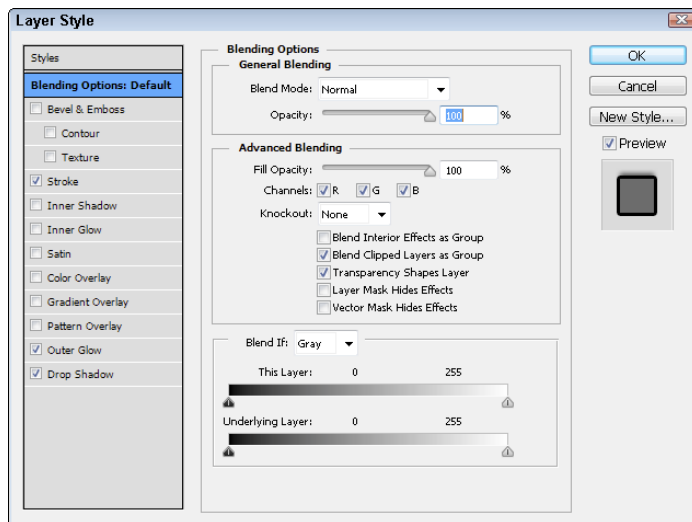 Layer Style
Styles
Blending Options: Default
Bevel & Emboss
Contour
Texture
Stroke
Inner Shadow
Inner Glow
Satin
Color Overlay
Gradient Overlay
Pattern Overlay
Outer Glow
Drop Shadow
Blending Options
General Blending
Blend Mode: Normal
Opacity: 100 %
Advanced Blending
Fill Opacity: 100 %
Channels: R G B
Knockout: None
Blend Interior Effects as Group
Blend Clipped Layers as Group
Transparency Shapes Layer
Layer Mask Hides Effects
Vector Mask Hides Effects
Blend If: Gray
This Layer: 0 255
Underlying Layer: 0 255
OK
Cancel
New Style...
Preview